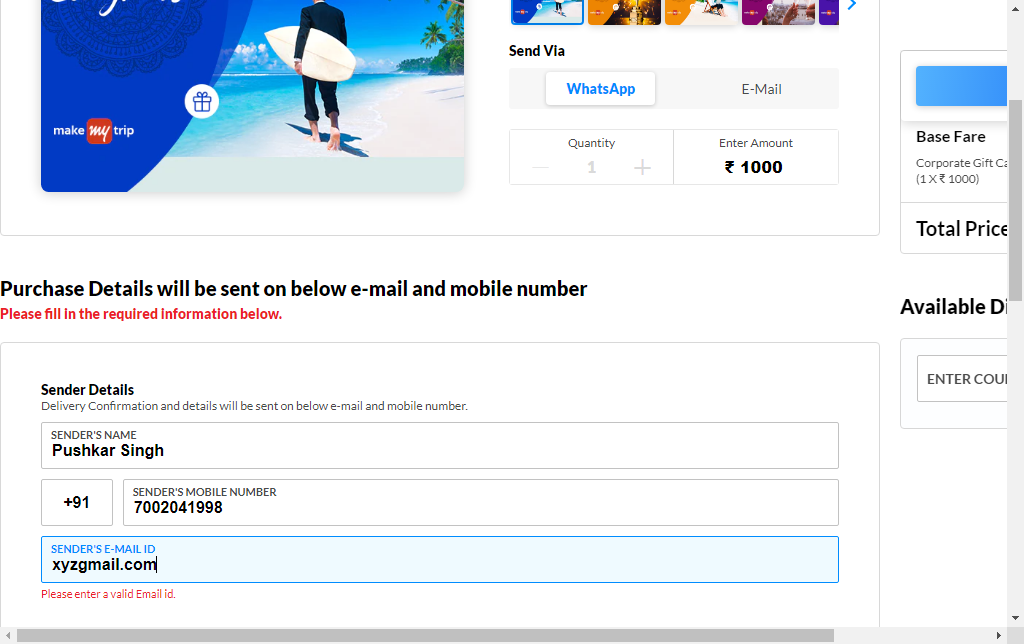 make my trip
Send Via
WhatsApp
E-Mail
Quantity
1
Enter Amount
₹ 1000
Base Fare
Corporate Gift
(1 X ₹ 1000)
Total Price
Available
ENTER
Purchase Details will be sent on below e-mail and mobile number
Please fill in the required information below.
Sender Details
Delivery Confirmation and details will be sent on below e-mail and mobile number.
SENDER'S NAME
Pushkar Singh
+91
SENDER'S MOBILE NUMBER
7002041998
SENDER'S E-MAIL ID
xyzgmail.com
Please enter a valid Email id.